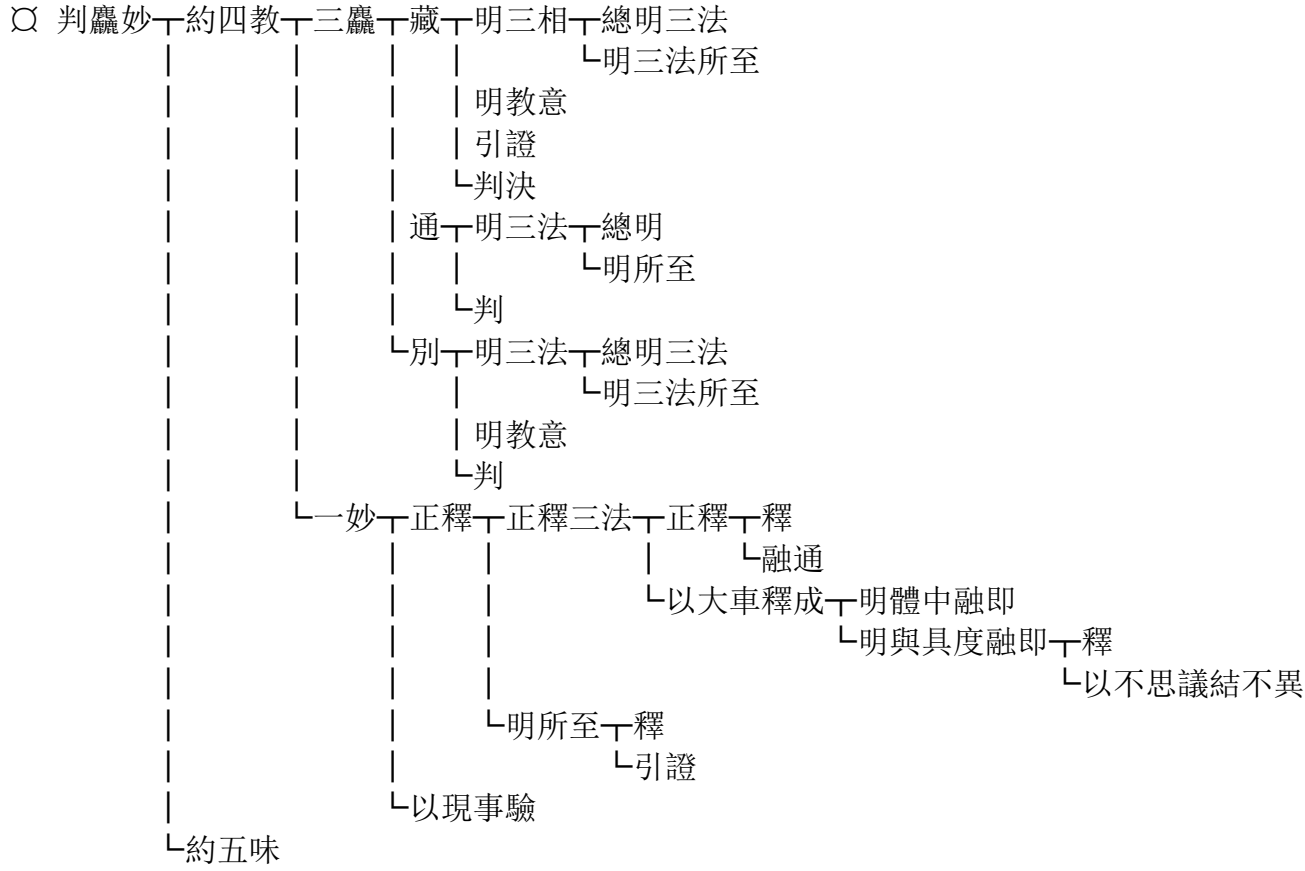 ¤ 判麤妙┬約四教┬三麤┬藏┬明三相┬總明三法
└明三法所至
明教意
引證
└判決
通┬明三法┬總明
└明所至
└判
└別┬明三法┬總明三法
└明三法所至
明教意
└判
└一妙┬正釋┬正釋三法┬正釋┬釋
└融通
└以大車釋成┬明體中融即
└明與具度融即┬釋
└以不思議結不異
└明所至┬釋
└引證
└以現事驗
└約五味